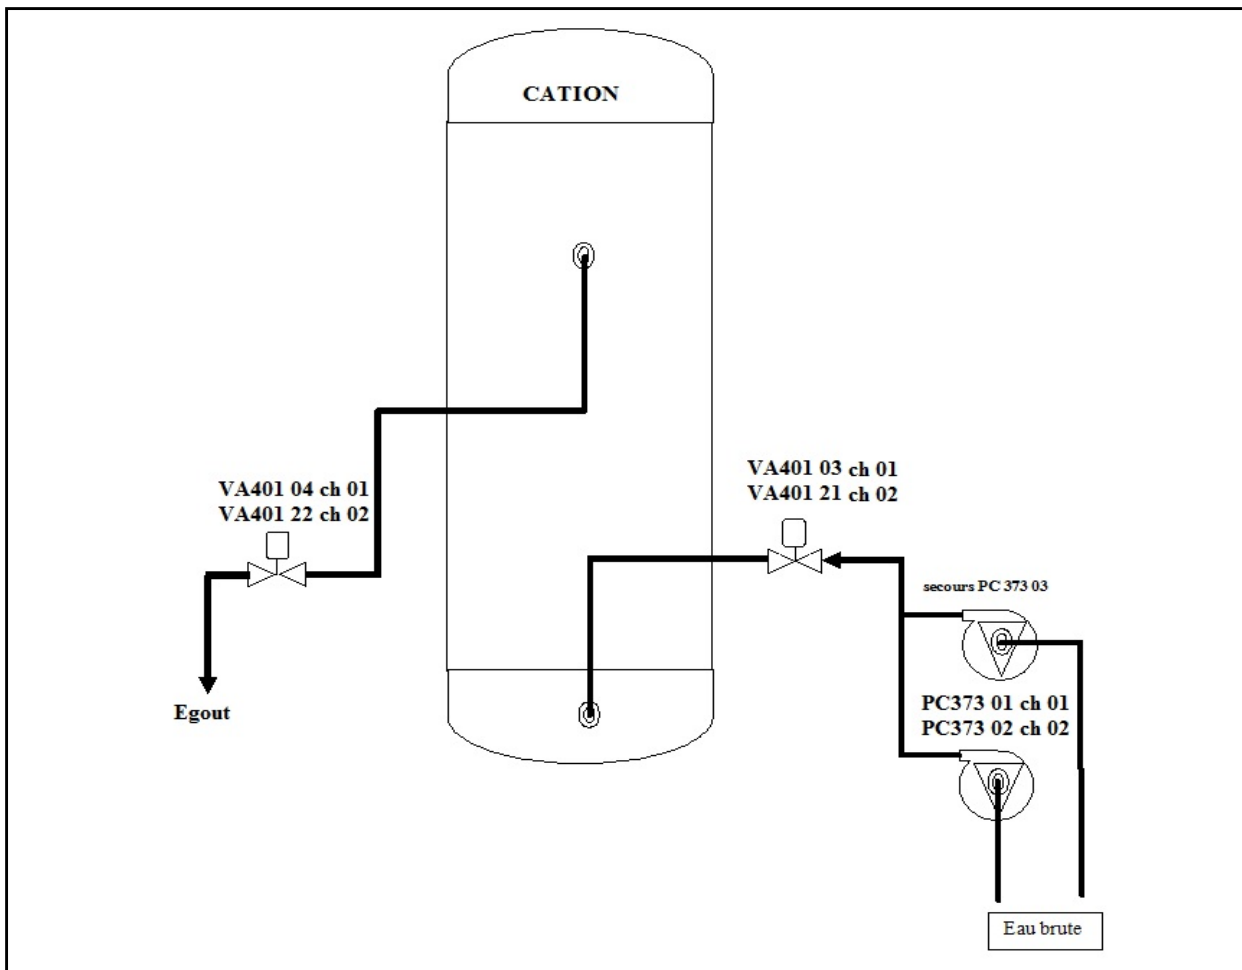 CATION
VA401 04 ch 01
VA401 22 ch 02
Egout
VA401 03 ch 01
VA401 21 ch 02
secours PC 373 03
PC373 01 ch 01
PC373 02 ch 02
Eau brute